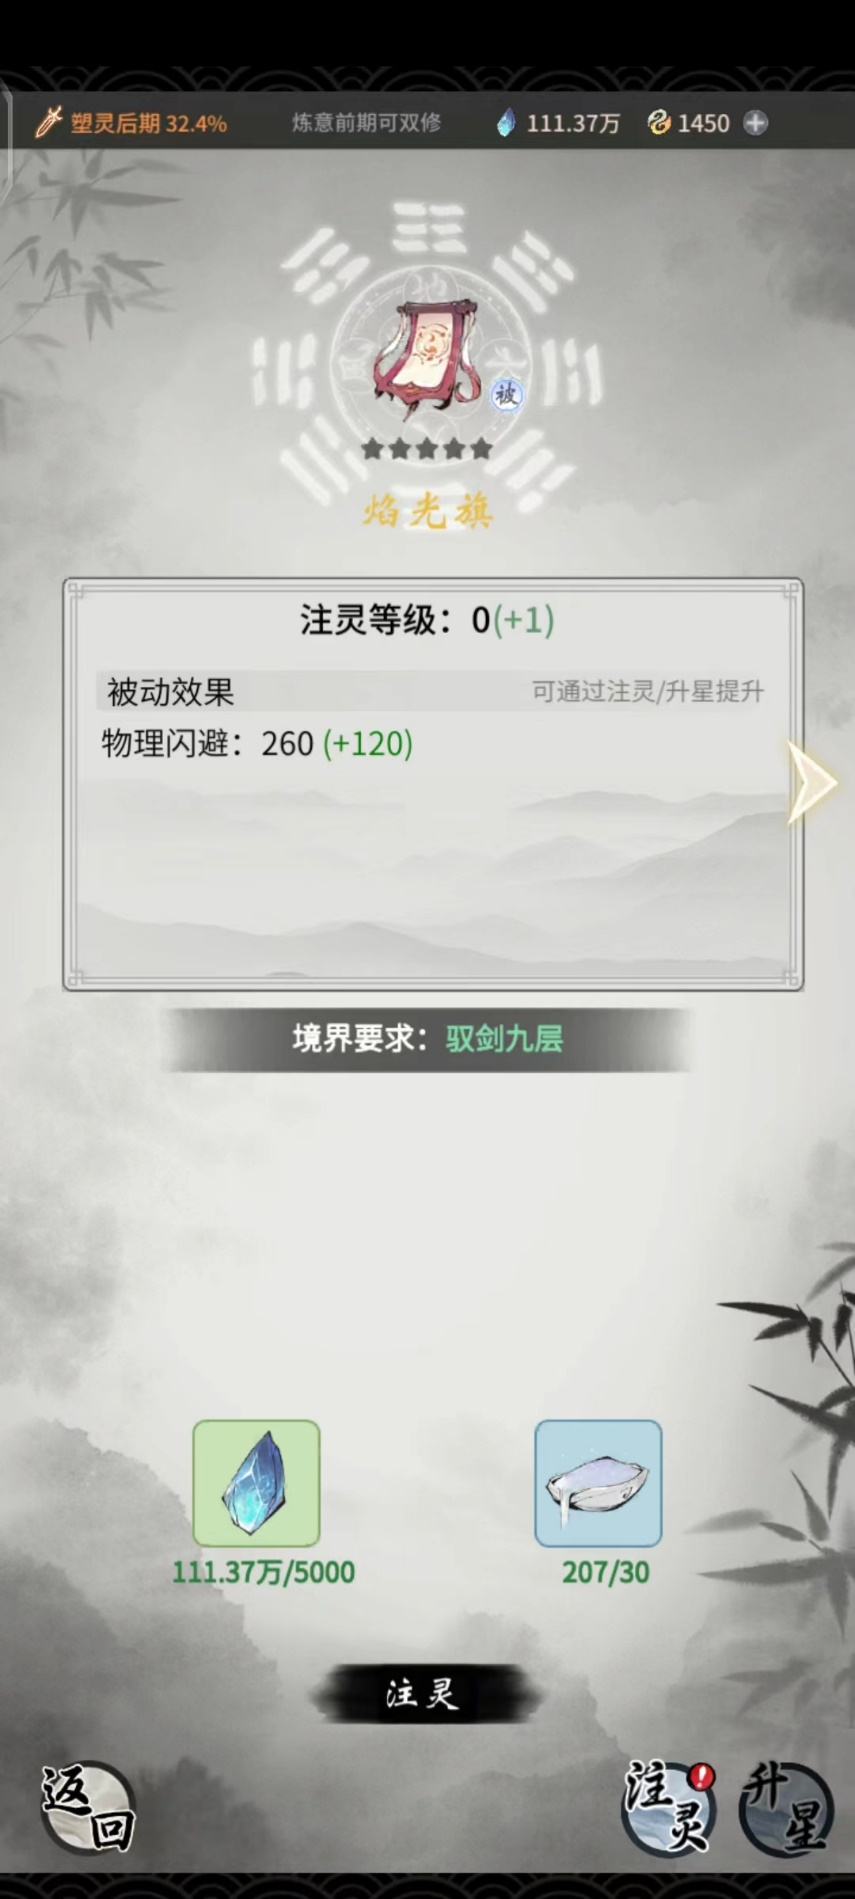 塑灵后期 32.4% 炼意前期可双修 111.37万 1450
被
焰光旗
注灵等级：0(+1)
被动效果 可通过注灵/升星提升
物理闪避：260 (+120)
境界要求：驭剑九层
111.37万/5000 207/30
注灵
返回 注灵 升星